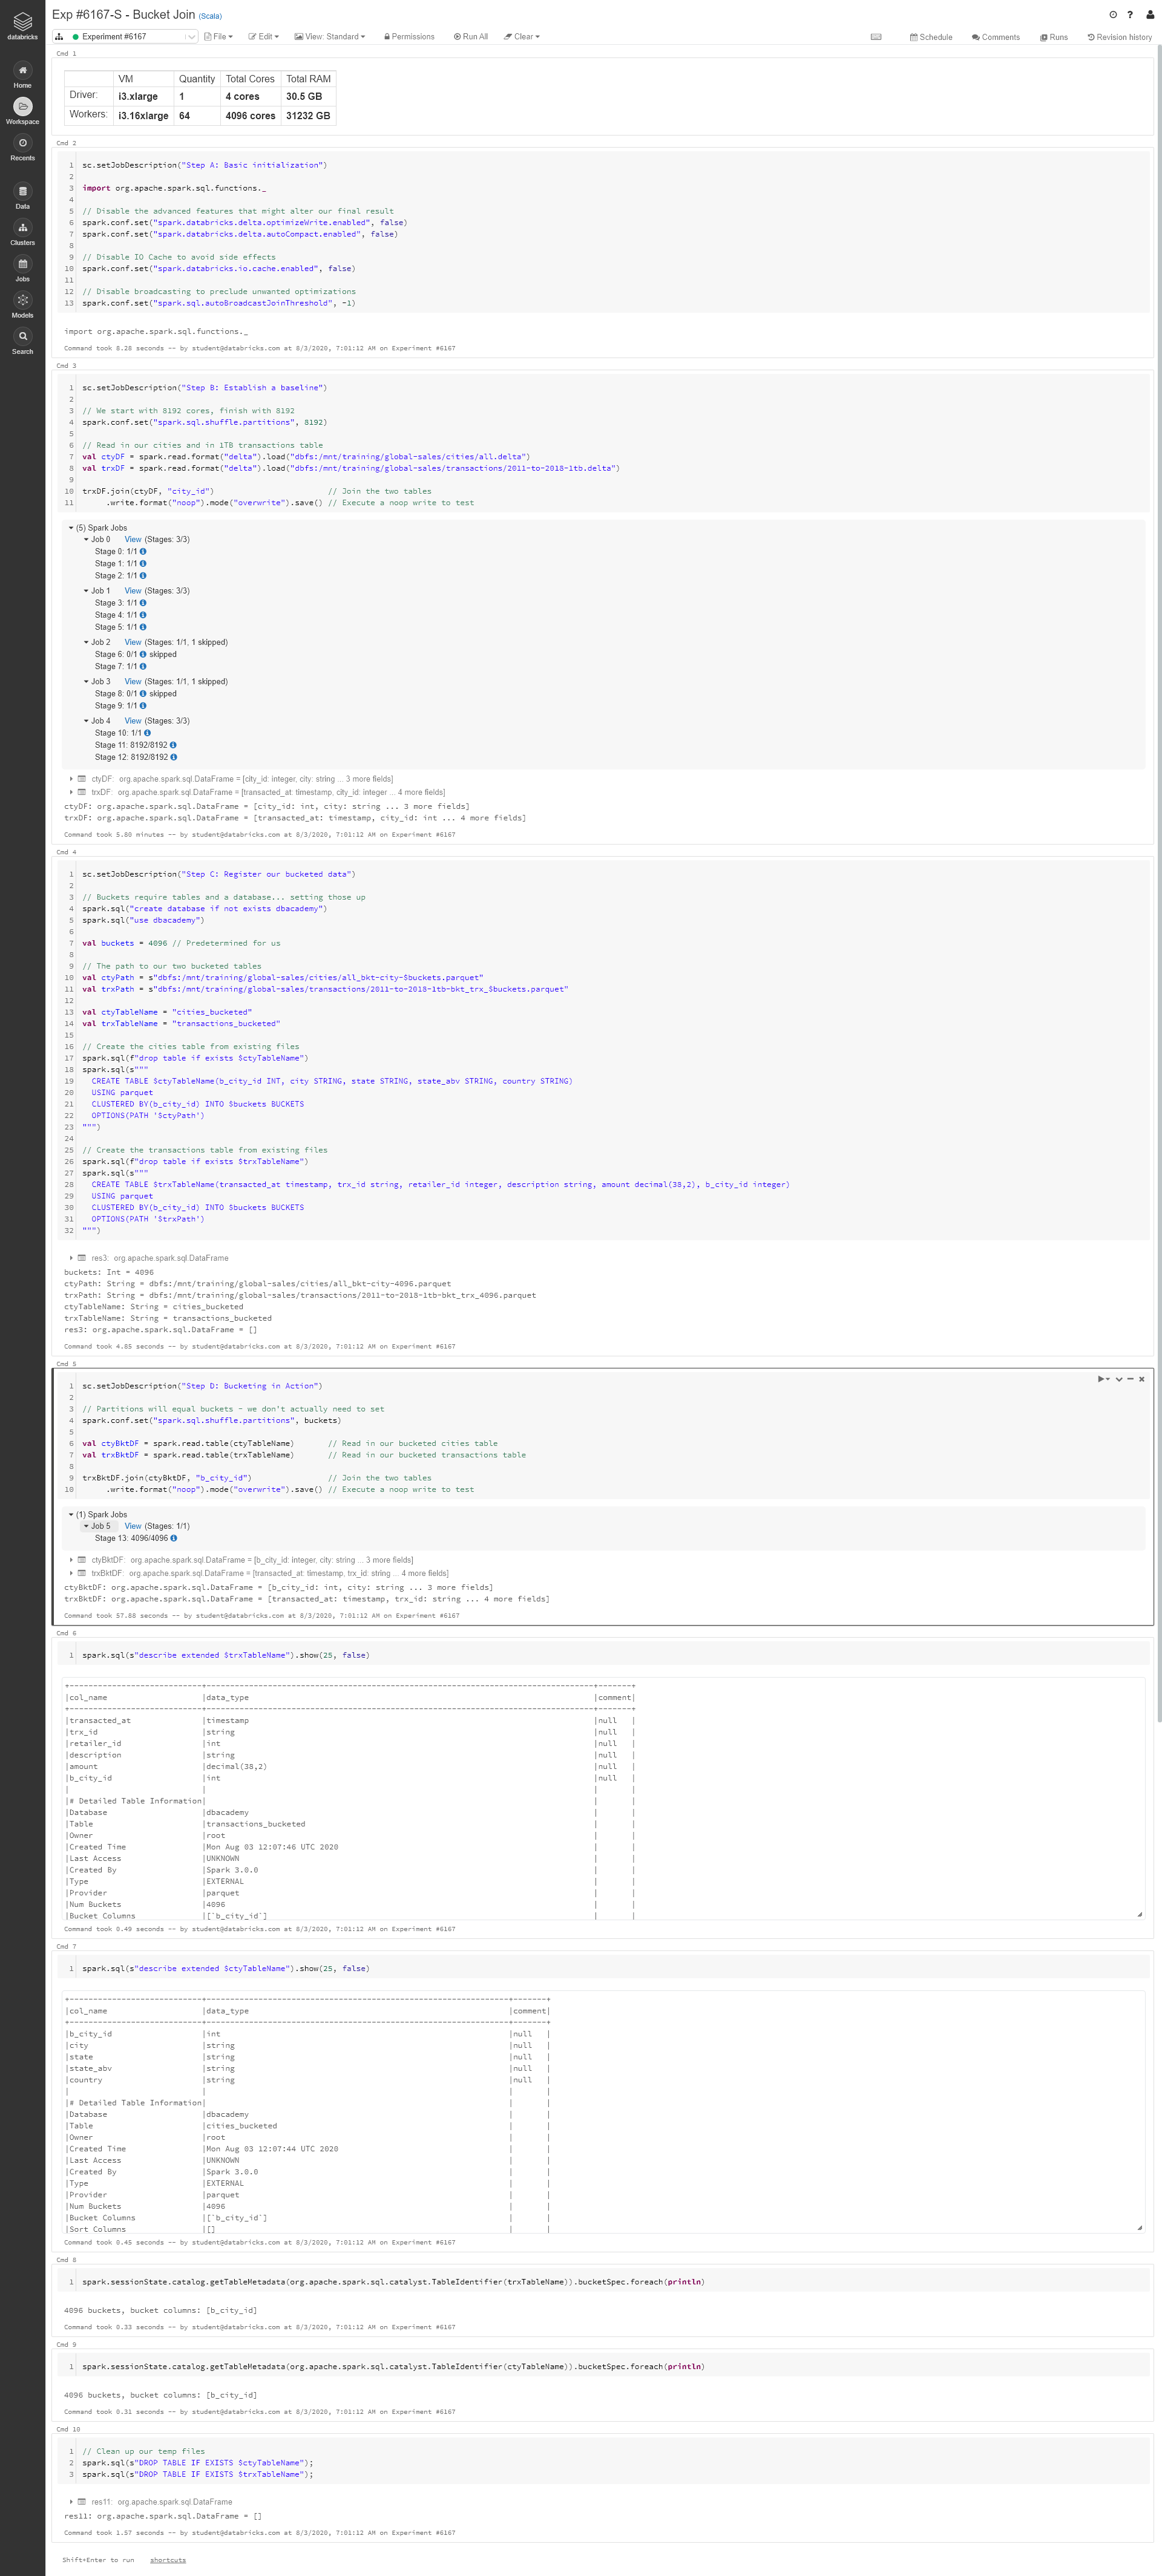 databricks
Home
Workspace
Recents
Data
Clusters
Jobs
Models
Search
Exp #6167-S - Bucket Join (Scala)
Experiment #6167 File Edit View: Standard Permissions Run All Clear Schedule Comments Runs Revision history
Cmd 1
VM Quantity Total Cores Total RAM
Driver: i3.xlarge 1 4 cores 30.5 GB
Workers: i3.16xlarge 64 4096 cores 31232 GB
Cmd 2
1 sc.setJobDescription("Step A: Basic initialization")
2
3 import org.apache.spark.sql.functions._
4
5 // Disable the advanced features that might alter our final result
6 spark.conf.set("spark.databricks.delta.optimizeWrite.enabled", false)
7 spark.conf.set("spark.databricks.delta.autoCompact.enabled", false)
8
9 // Disable IO Cache to avoid side effects
10 spark.conf.set("spark.databricks.io.cache.enabled", false)
11
12 // Disable broadcasting to preclude unwanted optimizations
13 spark.conf.set("spark.sql.autoBroadcastJoinThreshold", -1)
import org.apache.spark.sql.functions._
Command took 8.28 seconds -- by student@databricks.com at 8/3/2020, 7:01:12 AM on Experiment #6167
Cmd 3
1 sc.setJobDescription("Step B: Establish a baseline")
2
3 // We start with 8192 cores, finish with 8192
4 spark.conf.set("spark.sql.shuffle.partitions", 8192)
5
6 // Read in our cities and in 1TB transactions table
7 val ctyDF = spark.read.format("delta").load("dbfs:/mnt/training/global-sales/cities/all.delta")
8 val trxDF = spark.read.format("delta").load("dbfs:/mnt/training/global-sales/transactions/2011-to-2018-1tb.delta")
9
10 trxDF.join(ctyDF, "city_id") // Join the two tables
11 .write.format("noop").mode("overwrite").save() // Execute a noop write to test
(5) Spark Jobs
Job 0 View (Stages: 3/3)
Stage 0: 1/1
Stage 1: 1/1
Stage 2: 1/1
Job 1 View (Stages: 3/3)
Stage 3: 1/1
Stage 4: 1/1
Stage 5: 1/1
Job 2 View (Stages: 1/1, 1 skipped)
Stage 6: 0/1 skipped
Stage 7: 1/1
Job 3 View (Stages: 1/1, 1 skipped)
Stage 8: 0/1 skipped
Stage 9: 1/1
Job 4 View (Stages: 3/3)
Stage 10: 1/1
Stage 11: 8192/8192
Stage 12: 8192/8192
ctyDF: org.apache.spark.sql.DataFrame = [city_id: integer, city: string ... 3 more fields]
trxDF: org.apache.spark.sql.DataFrame = [transacted_at: timestamp, city_id: integer ... 4 more fields]
ctyDF: org.apache.spark.sql.DataFrame = [city_id: int, city: string ... 3 more fields]
trxDF: org.apache.spark.sql.DataFrame = [transacted_at: timestamp, city_id: int ... 4 more fields]
Command took 5.80 minutes -- by student@databricks.com at 8/3/2020, 7:01:12 AM on Experiment #6167
Cmd 4
1 sc.setJobDescription("Step C: Register our bucketed data")
2
3 // Buckets require tables and a database... setting those up
4 spark.sql("create database if not exists dbacademy")
5 spark.sql("use dbacademy")
6
7 val buckets = 4096 // Predetermined for us
8
9 // The path to our two bucketed tables
10 val ctyPath = s"dbfs:/mnt/training/global-sales/cities/all_bkt-city-$buckets.parquet"
11 val trxPath = s"dbfs:/mnt/training/global-sales/transactions/2011-to-2018-1tb-bkt_trx_$buckets.parquet"
12
13 val ctyTableName = "cities_bucketed"
14 val trxTableName = "transactions_bucketed"
15
16 // Create the cities table from existing files
17 spark.sql(f"drop table if exists $ctyTableName")
18 spark.sql(s"""
19 CREATE TABLE $ctyTableName(b_city_id INT, city STRING, state STRING, state_abv STRING, country STRING)
20 USING parquet
21 CLUSTERED BY(b_city_id) INTO $buckets BUCKETS
22 OPTIONS(PATH '$ctyPath')
23 """)
24
25 // Create the transactions table from existing files
26 spark.sql(f"drop table if exists $trxTableName")
27 spark.sql(s"""
28 CREATE TABLE $trxTableName(transacted_at timestamp, trx_id string, retailer_id integer, description string, amount decimal(38,2), b_city_id integer)
29 USING parquet
30 CLUSTERED BY(b_city_id) INTO $buckets BUCKETS
31 OPTIONS(PATH '$trxPath')
32 """)
res3: org.apache.spark.sql.DataFrame
buckets: Int = 4096
ctyPath: String = dbfs:/mnt/training/global-sales/cities/all_bkt-city-4096.parquet
trxPath: String = dbfs:/mnt/training/global-sales/transactions/2011-to-2018-1tb-bkt_trx_4096.parquet
ctyTableName: String = cities_bucketed
trxTableName: String = transactions_bucketed
res3: org.apache.spark.sql.DataFrame = []
Command took 4.85 seconds -- by student@databricks.com at 8/3/2020, 7:01:12 AM on Experiment #6167
Cmd 5
1 sc.setJobDescription("Step D: Bucketing in Action")
2
3 // Partitions will equal buckets - we don't actually need to set
4 spark.conf.set("spark.sql.shuffle.partitions", buckets)
5
6 val ctyBktDF = spark.read.table(ctyTableName) // Read in our bucketed cities table
7 val trxBktDF = spark.read.table(trxTableName) // Read in our bucketed transactions table
8
9 trxBktDF.join(ctyBktDF, "b_city_id") // Join the two tables
10 .write.format("noop").mode("overwrite").save() // Execute a noop write to test
(1) Spark Jobs
Job 5 View (Stages: 1/1)
Stage 13: 4096/4096
ctyBktDF: org.apache.spark.sql.DataFrame = [b_city_id: integer, city: string ... 3 more fields]
trxBktDF: org.apache.spark.sql.DataFrame = [transacted_at: timestamp, trx_id: string ... 4 more fields]
ctyBktDF: org.apache.spark.sql.DataFrame = [b_city_id: int, city: string ... 3 more fields]
trxBktDF: org.apache.spark.sql.DataFrame = [transacted_at: timestamp, trx_id: string ... 4 more fields]
Command took 57.88 seconds -- by student@databricks.com at 8/3/2020, 7:01:12 AM on Experiment #6167
Cmd 6
1 spark.sql(s"describe extended $trxTableName").show(25, false)
|col_name |data_type |comment|
|transacted_at |timestamp |null |
|trx_id |string |null |
|retailer_id |int |null |
|description |string |null |
|amount |decimal(38,2) |null |
|b_city_id |int |null |
| | | |
|# Detailed Table Information| | |
|Database |dbacademy | |
|Table |transactions_bucketed | |
|Owner |root | |
|Created Time |Mon Aug 03 12:07:46 UTC 2020 | |
|Last Access |UNKNOWN | |
|Created By |Spark 3.0.0 | |
|Type |EXTERNAL | |
|Provider |parquet | |
|Num Buckets |4096 | |
|Bucket Columns |[`b_city_id`] | |
Command took 0.49 seconds -- by student@databricks.com at 8/3/2020, 7:01:12 AM on Experiment #6167
Cmd 7
1 spark.sql(s"describe extended $ctyTableName").show(25, false)
|col_name |data_type |comment|
|b_city_id |int |null |
|city |string |null |
|state |string |null |
|state_abv |string |null |
|country |string |null |
| | | |
|# Detailed Table Information| | |
|Database |dbacademy | |
|Table |cities_bucketed | |
|Owner |root | |
|Created Time |Mon Aug 03 12:07:44 UTC 2020 | |
|Last Access |UNKNOWN | |
|Created By |Spark 3.0.0 | |
|Type |EXTERNAL | |
|Provider |parquet | |
|Num Buckets |4096 | |
|Bucket Columns |[`b_city_id`] | |
|Sort Columns |[] | |
Command took 0.45 seconds -- by student@databricks.com at 8/3/2020, 7:01:12 AM on Experiment #6167
Cmd 8
1 spark.sessionState.catalog.getTableMetadata(org.apache.spark.sql.catalyst.TableIdentifier(trxTableName)).bucketSpec.foreach(println)
4096 buckets, bucket columns: [b_city_id]
Command took 0.33 seconds -- by student@databricks.com at 8/3/2020, 7:01:12 AM on Experiment #6167
Cmd 9
1 spark.sessionState.catalog.getTableMetadata(org.apache.spark.sql.catalyst.TableIdentifier(ctyTableName)).bucketSpec.foreach(println)
4096 buckets, bucket columns: [b_city_id]
Command took 0.31 seconds -- by student@databricks.com at 8/3/2020, 7:01:12 AM on Experiment #6167
Cmd 10
1 // Clean up our temp files
2 spark.sql(s"DROP TABLE IF EXISTS $ctyTableName");
3 spark.sql(s"DROP TABLE IF EXISTS $trxTableName");
res11: org.apache.spark.sql.DataFrame
res11: org.apache.spark.sql.DataFrame = []
Command took 1.57 seconds -- by student@databricks.com at 8/3/2020, 7:01:12 AM on Experiment #6167
Shift+Enter to run shortcuts